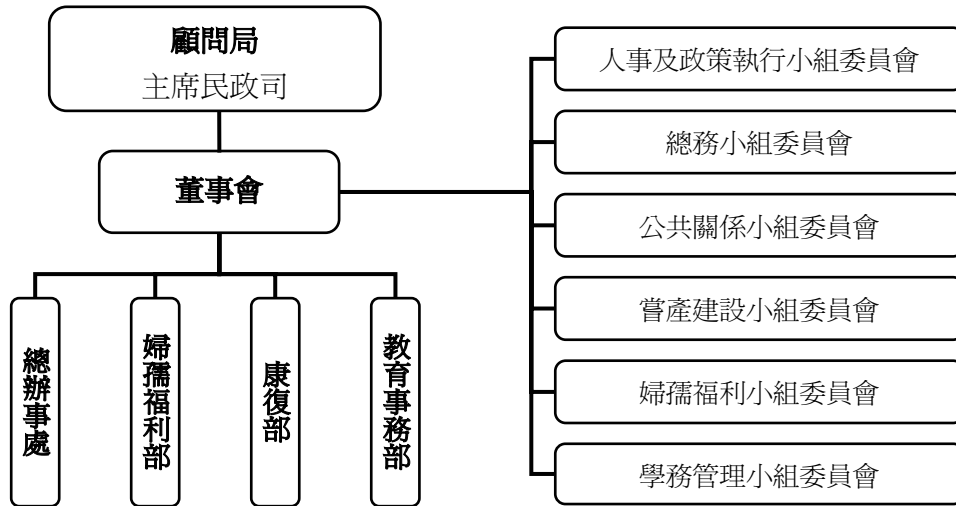 顧問局
主席民政司
董事會
總辦事處
婦孺福利部
康復部
教育事務部
人事及政策執行小組委員會
總務小組委員會
公共關係小組委員會
嘗產建設小組委員會
婦孺福利小組委員會
學務管理小組委員會